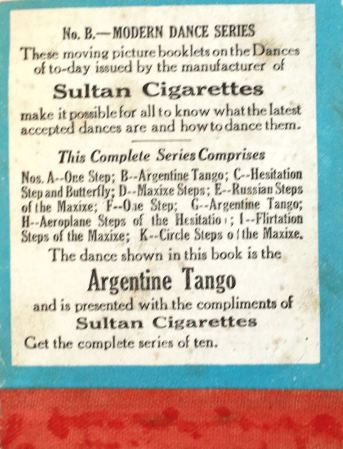 No. B.—MODERN DANCE SERIES
These moving picture booklets on the Dances
of to-day issued by the manufacturer of
Sultan Cigarettes
make it possible for all to know what the latest
accepted dances are and how to dance them.
This Complete Series Comprises
Nos. A--One Step; B--Argentine Tango; C--Hesitation
Step and Butterfly; D--Maxixe Steps; E--Russian Steps
of the Maxixe; F--One Step; G--Argentine Tango;
H--Aeroplane Steps of the Hesitation; I--Flirtation
Steps of the Maxixe; K--Circle Steps of the Maxixe.
The dance shown in this book is the
Argentine Tango
and is presented with the compliments of
Sultan Cigarettes
Get the complete series of ten.